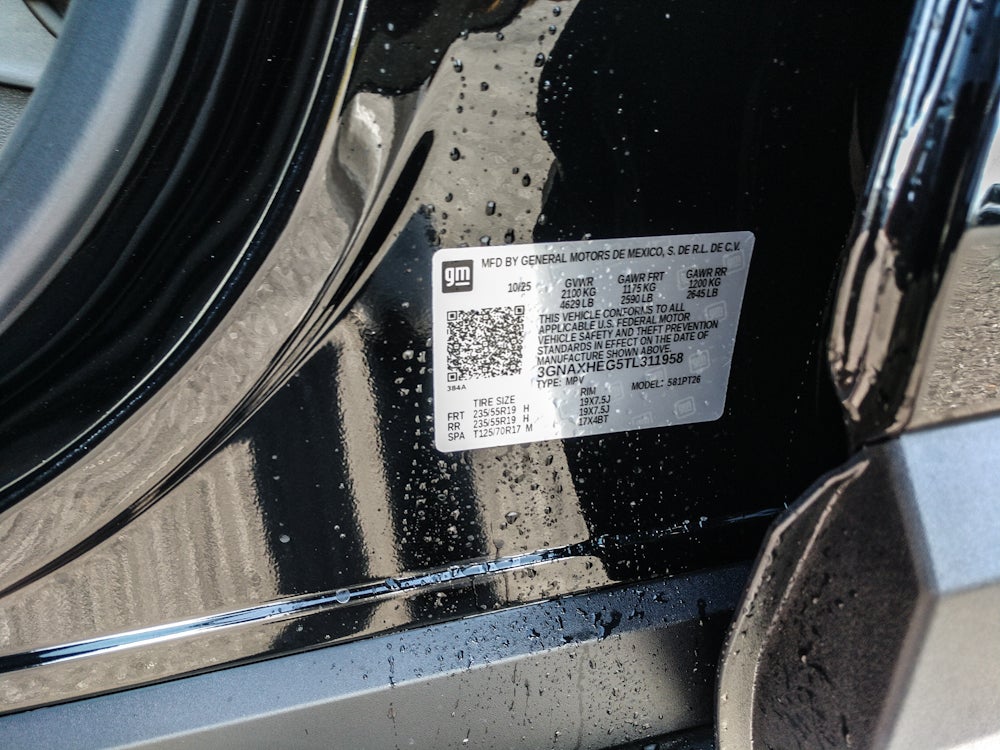 gm MFD BY GENERAL MOTORS DE MEXICO, S. DE R.L. DE C.V.
10/25 GVWR GAWR FRT GAWR RR
2100 KG 1175 KG 1200 KG
4629 LB 2590 LB 2645 LB
THIS VEHICLE CONFORMS TO ALL
APPLICABLE U.S. FEDERAL MOTOR
VEHICLE SAFETY AND THEFT PREVENTION
STANDARDS IN EFFECT ON THE DATE OF
MANUFACTURE SHOWN ABOVE.
3GNAXHEG5TL311958
384A
TYPE: MPV MODEL: 581PT26
TIRE SIZE RIM
FRT 235/55R19 H 19X7.5J
RR 235/55R19 H 19X7.5J
SPA T125/70R17 M 17X4BT